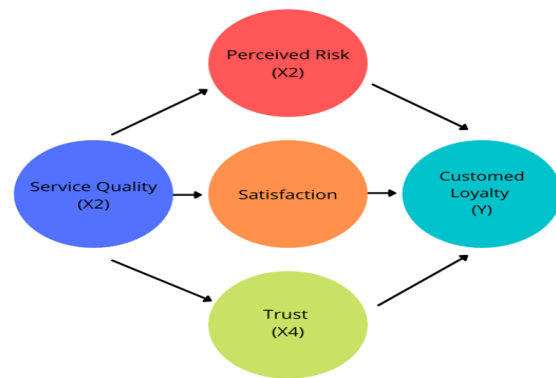 Perceived Risk
(X2)
Service Quality
(X2)
Satisfaction
Customed
Loyalty
(Y)
Trust
(X4)